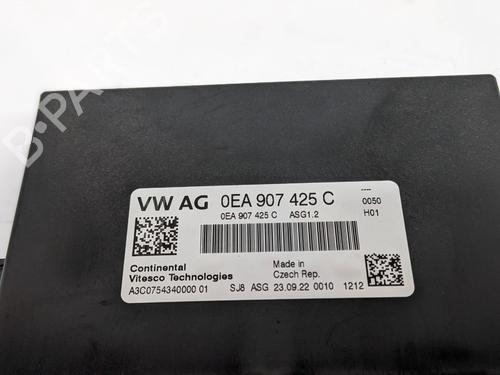 B-PARTS
VW AG 0EA 907 425 C
----
0EA 907 425 C ASG1.2
0050
H01
Continental
Vitesco Technologies
Made in
Czech Rep.
A3C0754340000 01
SJ8 ASG 23.09.22 0010 1212